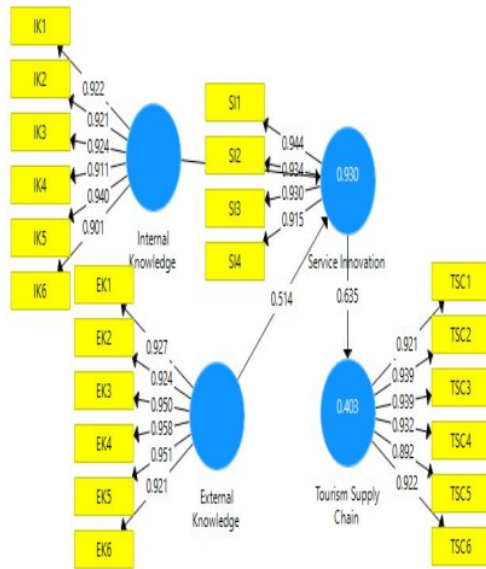 IK1
IK2
IK3
IK4
IK5
IK6
0.922
0.921
0.924
0.911
0.940
0.901
Internal
Knowledge
SI1
SI2
SI3
SI4
0.944
0.934
0.930
0.915
0.930
Service Innovation
EK1
EK2
EK3
EK4
EK5
EK6
0.927
0.924
0.950
0.958
0.951
0.921
External
Knowledge
0.514
0.635
0.403
Tourism Supply
Chain
0.921
0.939
0.939
0.932
0.892
0.922
TSC1
TSC2
TSC3
TSC4
TSC5
TSC6